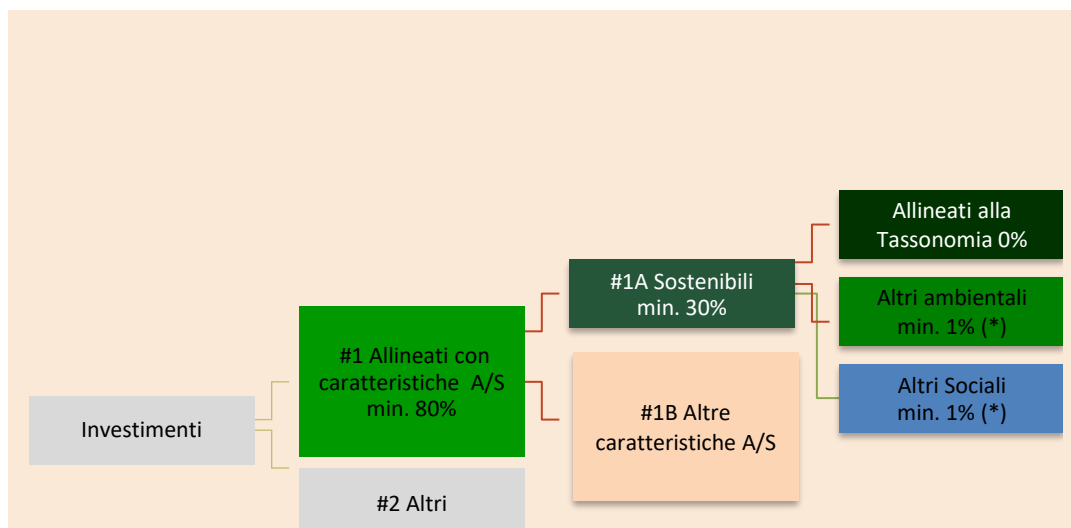 Investimenti
#1 Allineati con
caratteristiche A/S
min. 80%
#2 Altri
#1A Sostenibili
min. 30%
#1B Altre
caratteristiche A/S
Allineati alla
Tassonomia 0%
Altri ambientali
min. 1% (*)
Altri Sociali
min. 1% (*)